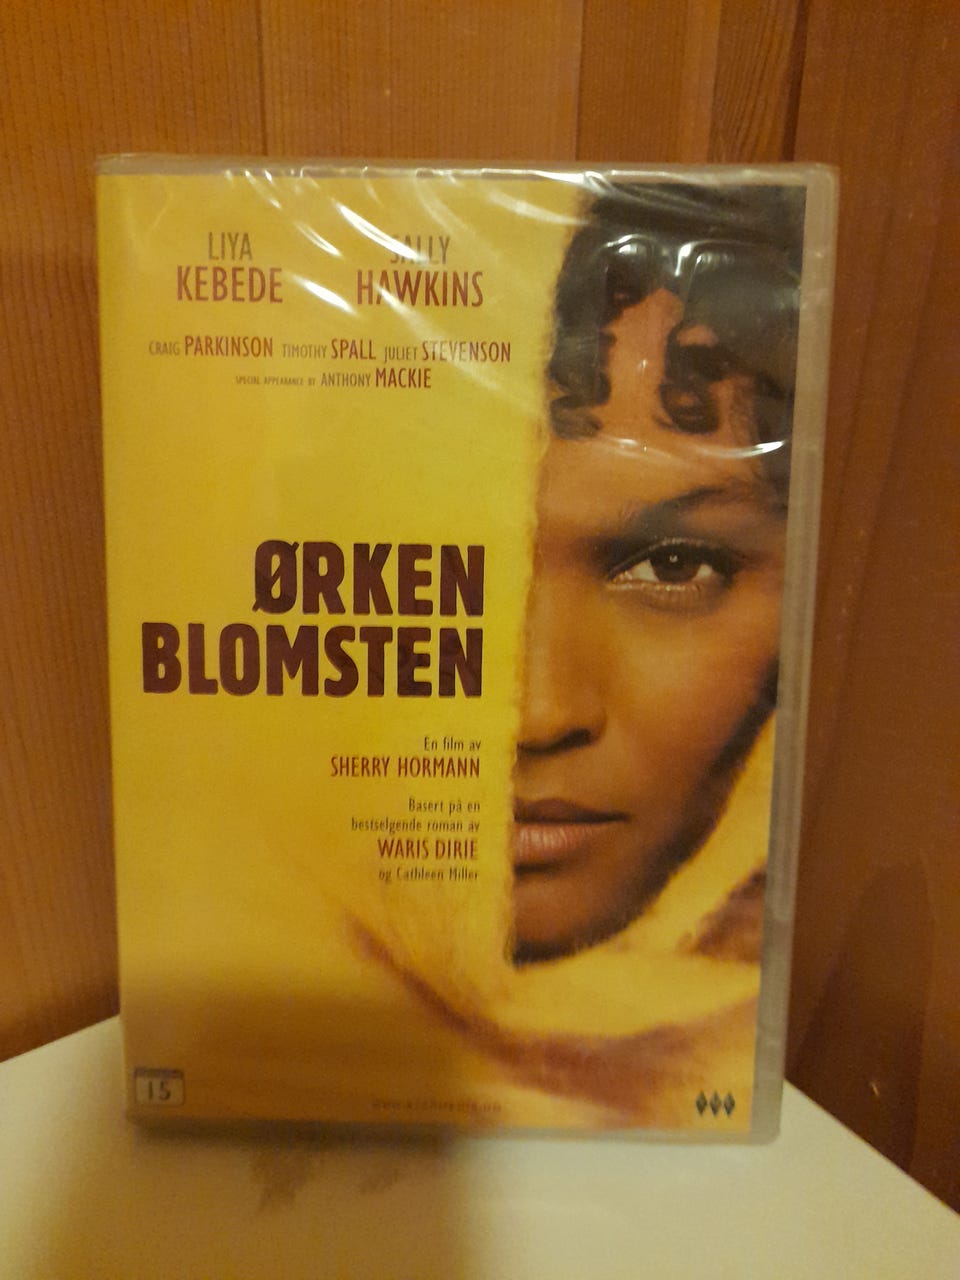 LIYA
KEBEDE
SALLY
HAWKINS
CRAIG PARKINSON TIMOTHY SPALL JULIET STEVENSON
SPECIAL APPEARANCE BY ANTHONY MACKIE
ØRKEN
BLOMSTEN
En film av
SHERRY HORMANN
Basert på en
bestselgende roman av
WARIS DIRIE
og Cathleen Miller
15